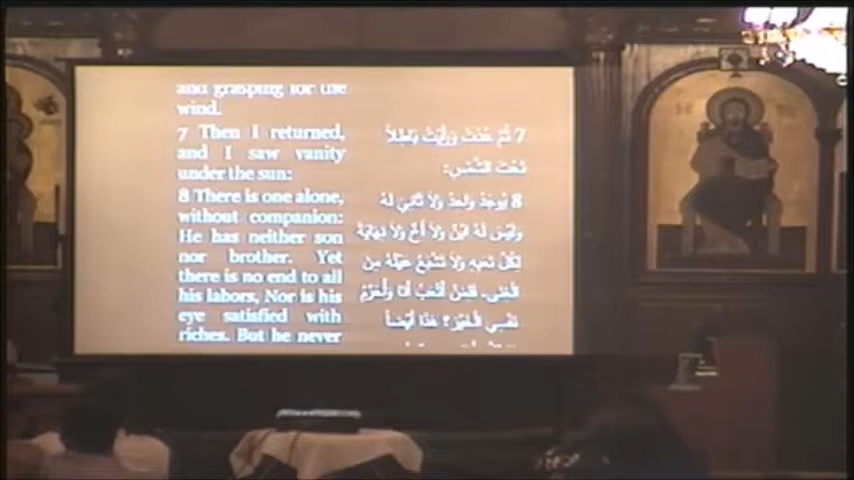 and grasping for the
wind.
7 Then I returned,
and I saw vanity
under the sun:
8 There is one alone,
without companion:
He has neither son
nor brother. Yet
there is no end to all
his labors, Nor is his
eye satisfied with
riches. But he never
7 ثُمَّ عُدْتُ وَرَأَيْتُ بَاطِلاً
تَحْتَ الشَّمْسِ:
8 يُوجَدُ وَاحِدٌ وَلاَ ثَانِيَ لَهُ
وَلَيْسَ لَهُ ابْنٌ وَلاَ أَخٌ وَلاَ نِهَايَةَ
لِكُلِّ تَعَبِهِ وَلاَ تَشْبَعُ عَيْنُهُ مِنَ
الْغِنَى. فَلِمَنْ أَتْعَبُ أَنَا وَأُحَرِّمُ
نَفْسِي الْخَيْرَ؟ هَذَا أَيْضاً